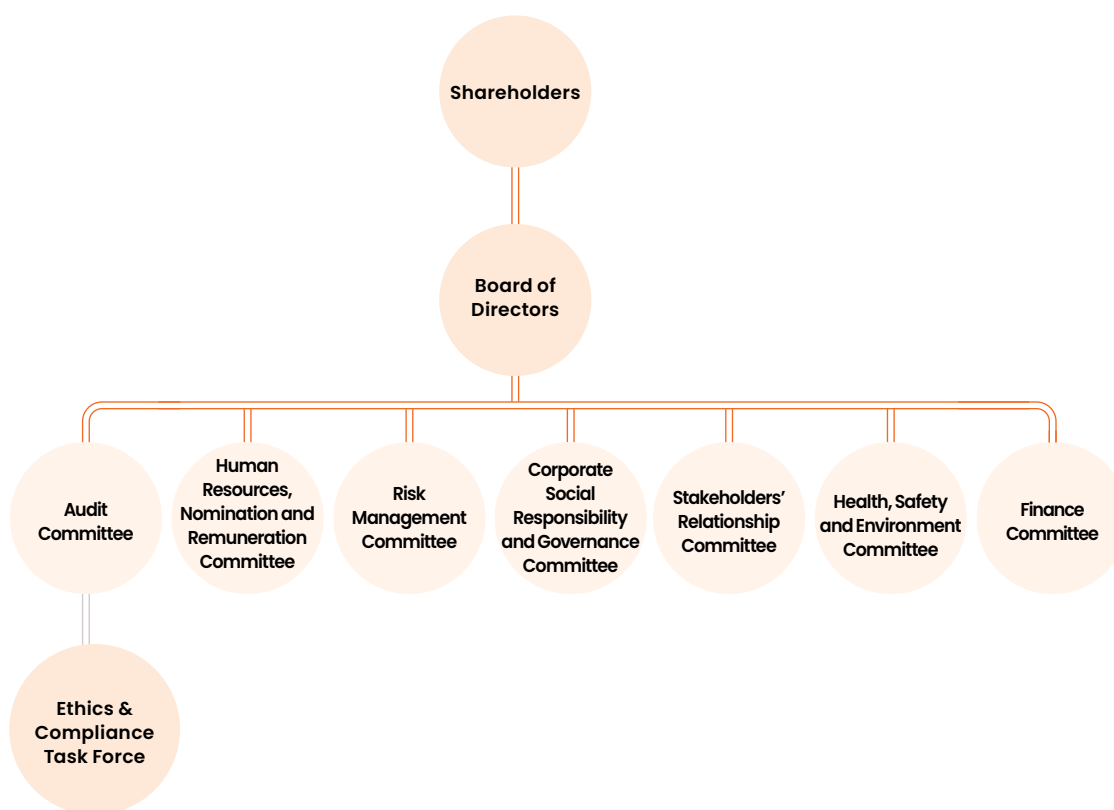 Shareholders
Board of
Directors
Audit
Committee
Human
Resources,
Nomination and
Remuneration
Committee
Risk
Management
Committee
Corporate
Social
Responsibility
and Governance
Committee
Stakeholders’
Relationship
Committee
Health, Safety
and Environment
Committee
Finance
Committee
Ethics &
Compliance
Task Force